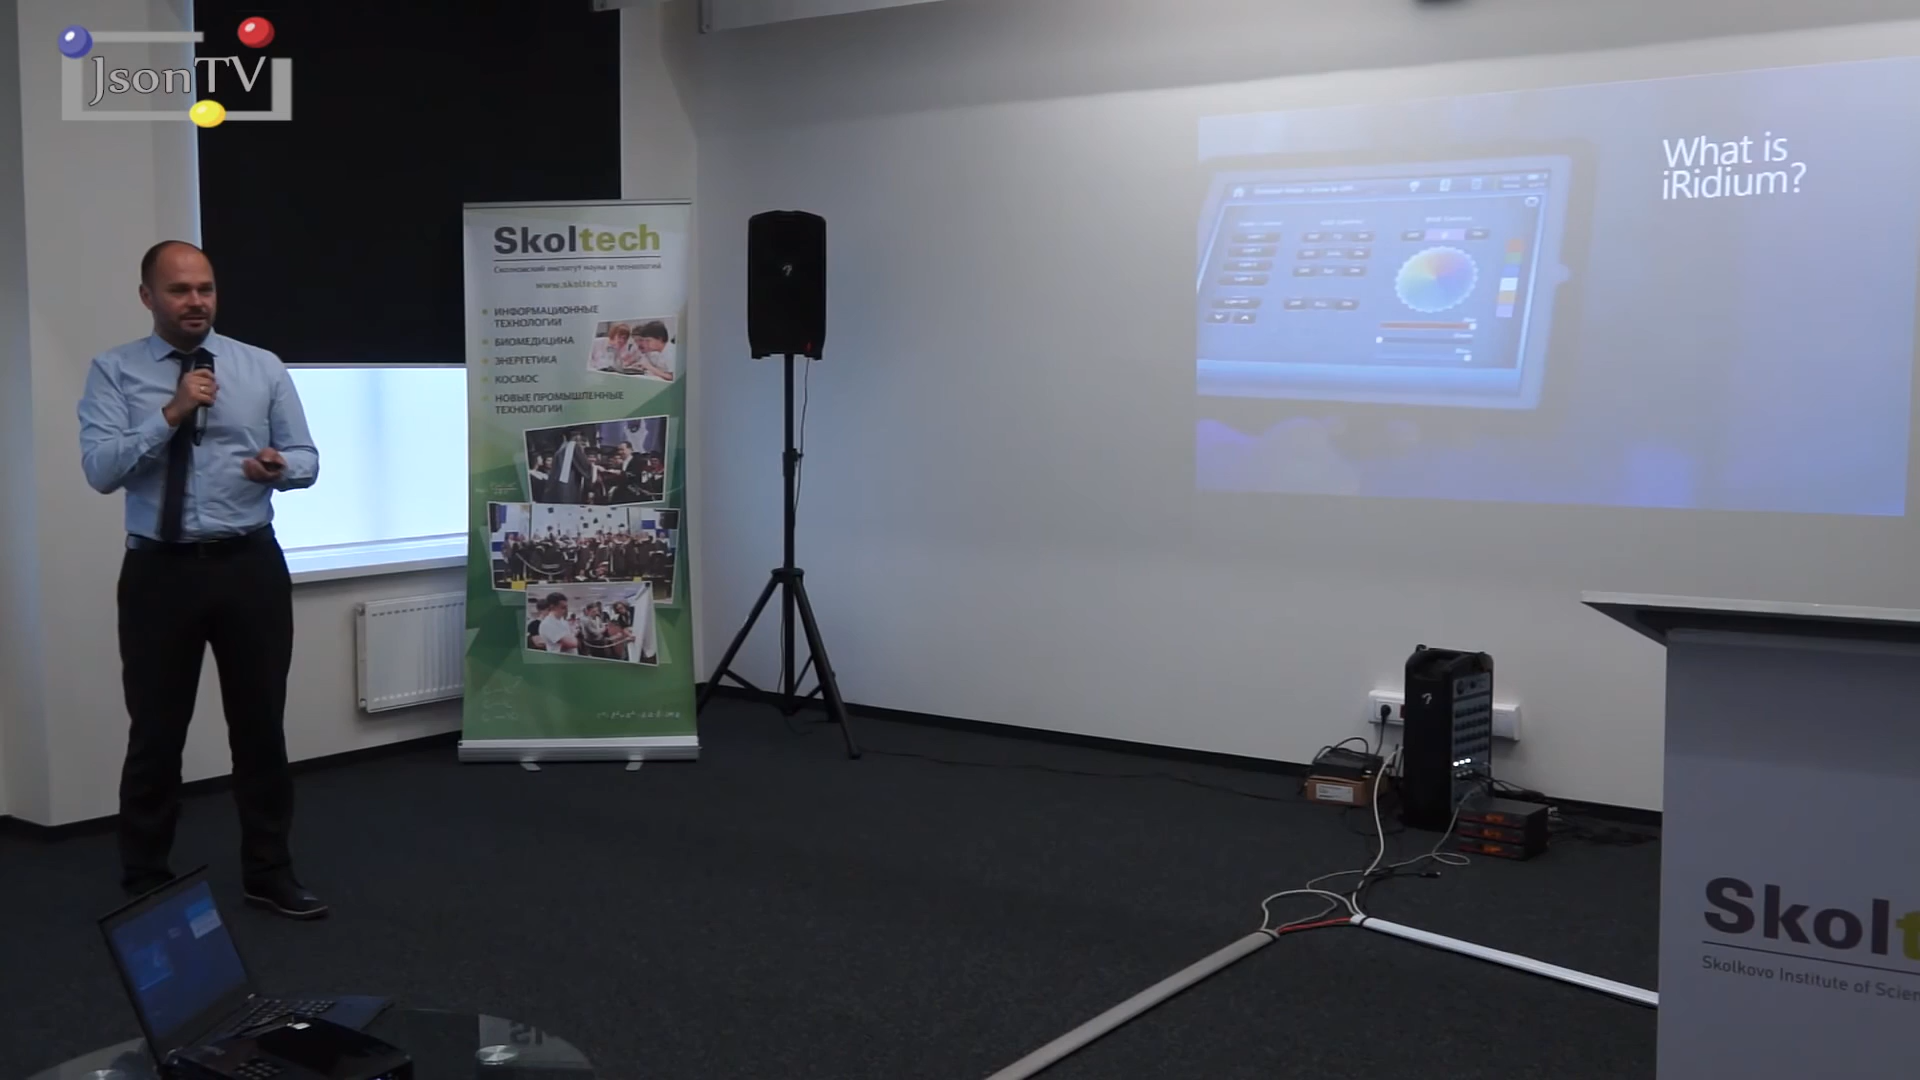 JsonTV
What is
iRidium?
Skoltech
Сколковский институт науки и технологий
www.skoltech.ru
ИНФОРМАЦИОННЫЕ
ТЕХНОЛОГИИ
БИОМЕДИЦИНА
ЭНЕРГЕТИКА
КОСМОС
НОВЫЕ ПРОМЫШЛЕННЫЕ
ТЕХНОЛОГИИ
Skolt
Skolkovo Institute of Scien